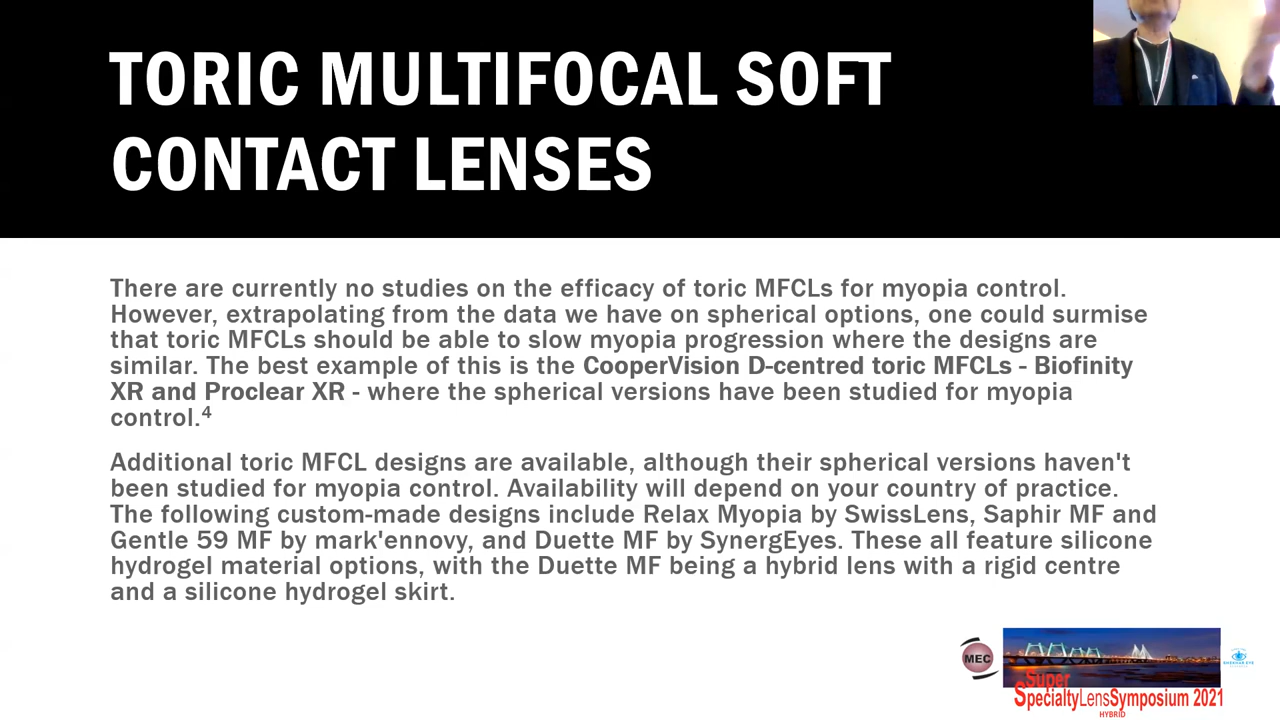 TORIC MULTIFOCAL SOFT
CONTACT LENSES
There are currently no studies on the efficacy of toric MFCLs for myopia control.
However, extrapolating from the data we have on spherical options, one could surmise
that toric MFCLs should be able to slow myopia progression where the designs are
similar. The best example of this is the CooperVision D-centred toric MFCLs - Biofinity
XR and Proclear XR - where the spherical versions have been studied for myopia
control.⁴
Additional toric MFCL designs are available, although their spherical versions haven't
been studied for myopia control. Availability will depend on your country of practice.
The following custom-made designs include Relax Myopia by SwissLens, Saphir MF and
Gentle 59 MF by mark'ennovy, and Duette MF by SynergEyes. These all feature silicone
hydrogel material options, with the Duette MF being a hybrid lens with a rigid centre
and a silicone hydrogel skirt.
MEC
Super
SpecialtyLensSymposium 2021
HYBRID